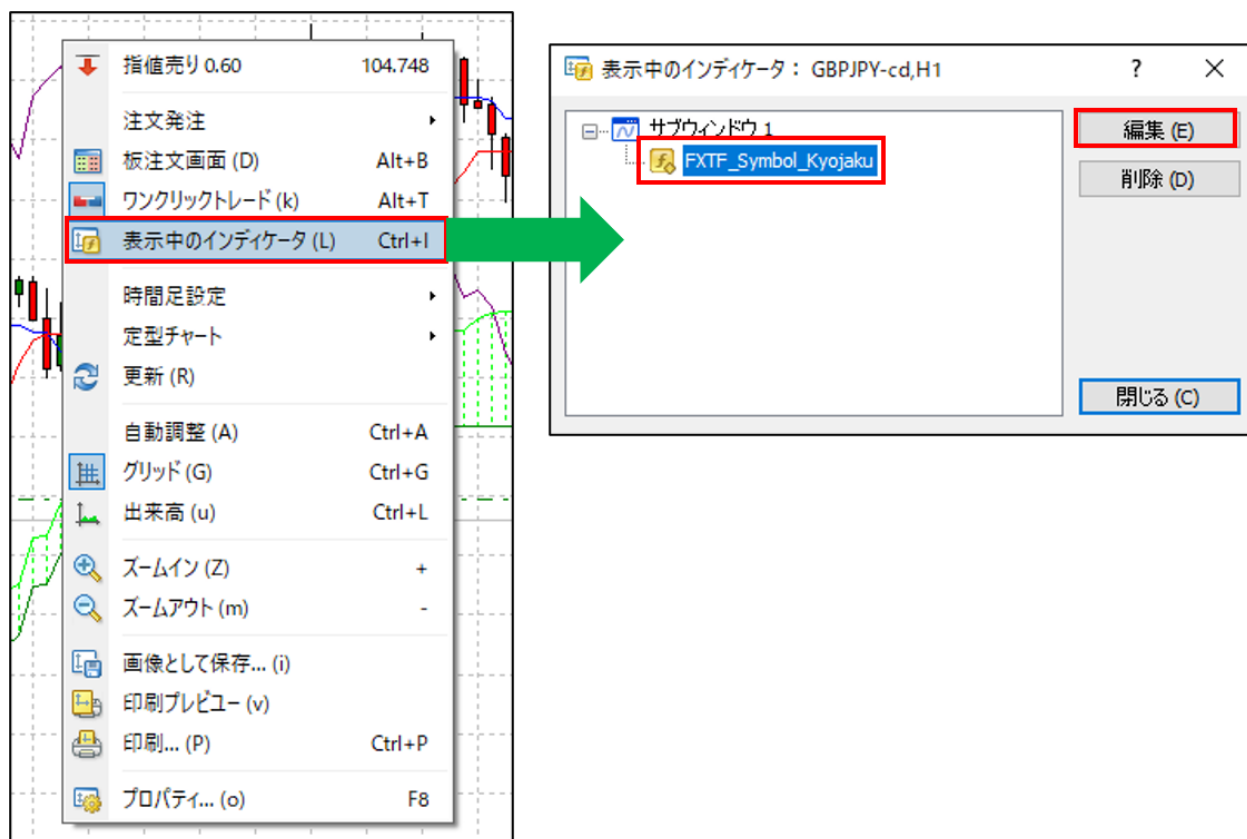 指値売り 0.60 104.748
注文発注
板注文画面 (D) Alt+B
ワンクリックトレード (k) Alt+T
表示中のインディケータ (L) Ctrl+I
時間足設定
定型チャート
更新 (R)
自動調整 (A) Ctrl+A
グリッド (G) Ctrl+G
出来高 (u) Ctrl+L
ズームイン (Z) +
ズームアウト (m) -
画像として保存... (i)
印刷プレビュー (v)
印刷... (P) Ctrl+P
プロパティ... (o) F8
表示中のインディケータ： GBPJPY-cd,H1
サブウィンドウ 1
FXTF_Symbol_Kyojaku
編集 (E)
削除 (D)
閉じる (C)